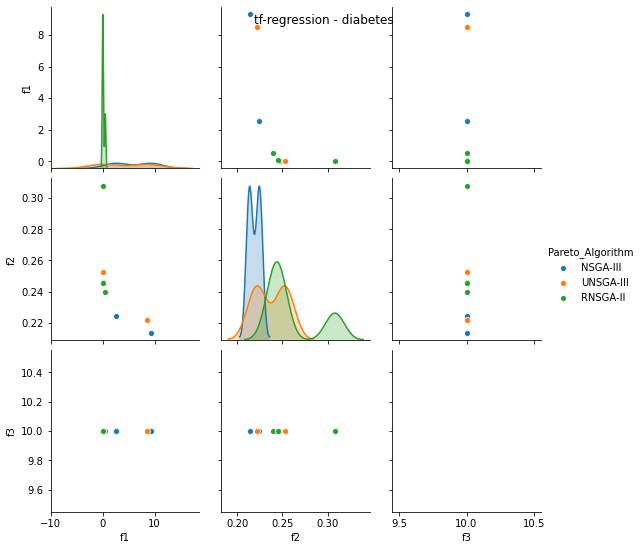 tf-regression - diabetes
8
6
4
2
0
f1
0.30
0.28
0.26
0.24
0.22
f2
Pareto_Algorithm
NSGA-III
UNSGA-III
RNSGA-II
10.4
10.2
10.0
9.8
9.6
f3
−10 0 10
f1
0.20 0.25 0.30
f2
9.5 10.0 10.5
f3